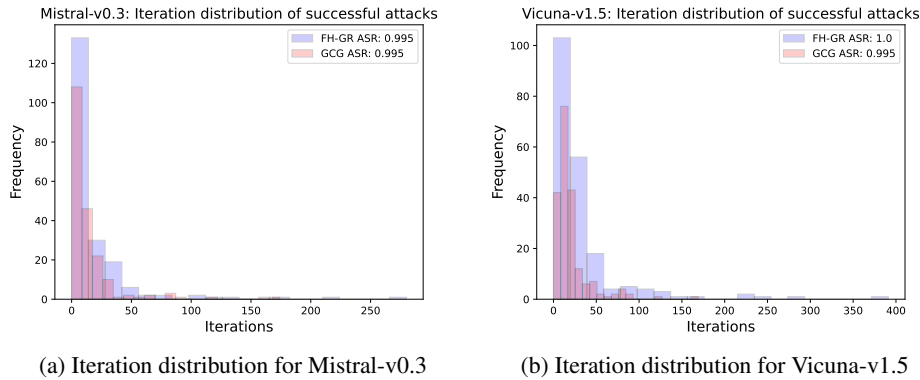 Mistral-v0.3: Iteration distribution of successful attacks
FH-GR ASR: 0.995
GCG ASR: 0.995
120
100
80
60
40
20
0
Frequency
0 50 100 150 200 250
Iterations
(a) Iteration distribution for Mistral-v0.3
Vicuna-v1.5: Iteration distribution of successful attacks
FH-GR ASR: 1.0
GCG ASR: 0.995
100
80
60
40
20
0
Frequency
0 50 100 150 200 250 300 350 400
Iterations
(b) Iteration distribution for Vicuna-v1.5